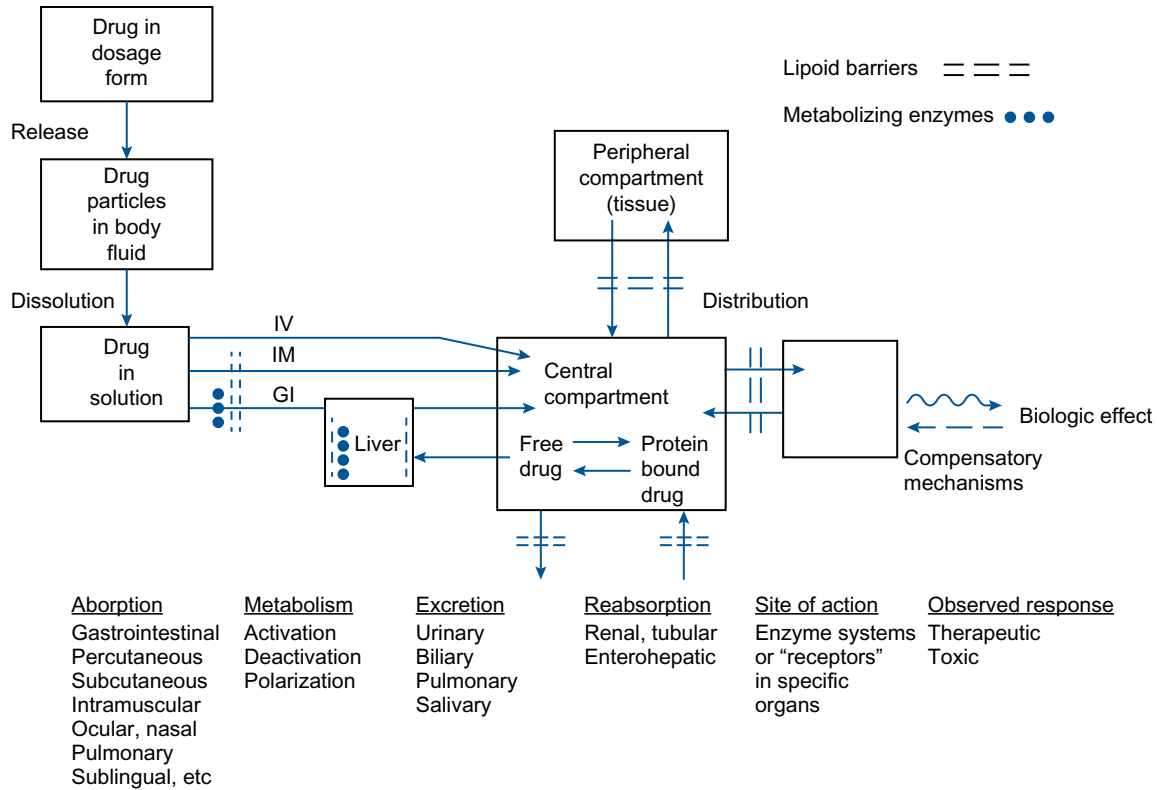 Drug in
dosage
form
Lipoid barriers
Metabolizing enzymes
Release
Drug
particles
in body
fluid
Peripheral
compartment
(tissue)
Dissolution
Distribution
Drug
in
solution
IV
IM
GI
Liver
Central
compartment
Free
drug
Protein
bound
drug
Biologic effect
Compensatory
mechanisms
Aborption
Gastrointestinal
Percutaneous
Subcutaneous
Intramuscular
Ocular, nasal
Pulmonary
Sublingual, etc
Metabolism
Activation
Deactivation
Polarization
Excretion
Urinary
Biliary
Pulmonary
Salivary
Reabsorption
Renal, tubular
Enterohepatic
Site of action
Enzyme systems
or “receptors”
in specific
organs
Observed response
Therapeutic
Toxic